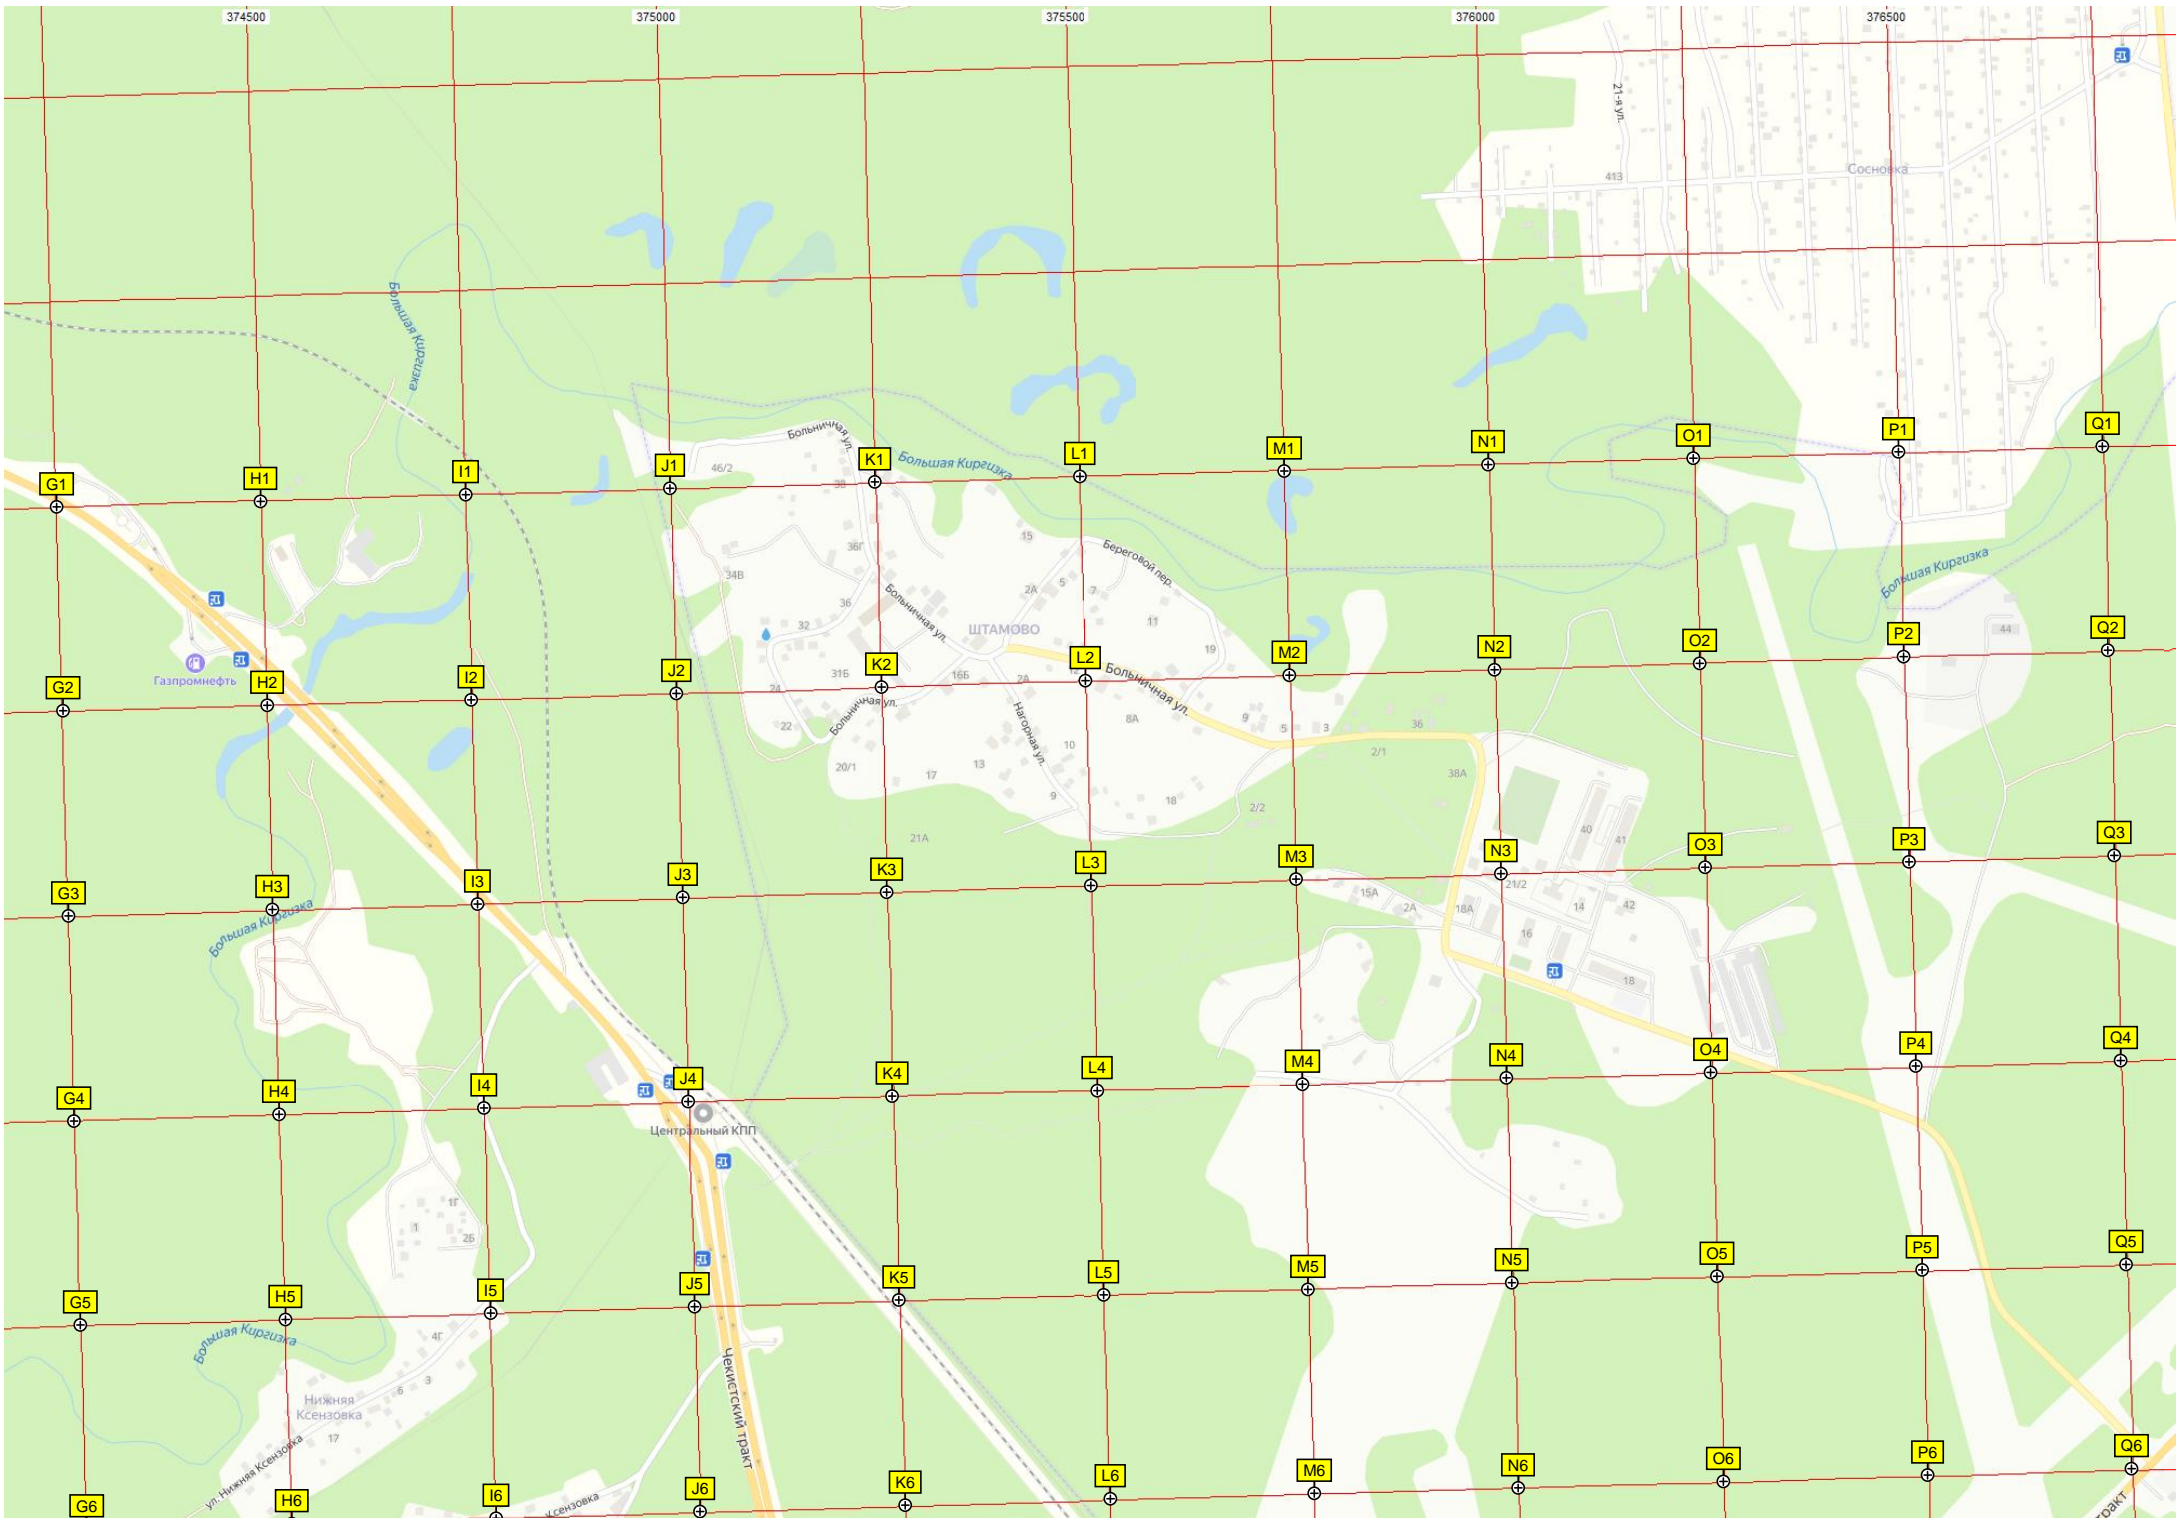 374500
375000
375500
376000
376500
21-я ул.
413
Сосновка
Большая Киргизка
Больничная ул.
46/2
38
Большая Киргизка
G1
H1
I1
J1
K1
L1
M1
N1
O1
P1
Q1
15
36Г
Береговой пер.
34В
36
32
31Б
24
22
Больничная ул.
2А
5
7
11
19
ШТАМОВО
16Б
2А
12
Большая Киргизка
44
Газпромнефть
G2
H2
I2
J2
K2
L2
M2
N2
O2
P2
Q2
Больничная ул.
Больничная ул.
Нагорная ул.
8А
9
5
3
36
2/1
38А
10
13
17
20/1
9
18
2/2
21А
40
41
G3
H3
I3
J3
K3
L3
M3
N3
O3
P3
Q3
Большая Киргизка
15А
2А
18А
21/2
14
42
16
18
G4
H4
I4
J4
K4
L4
M4
N4
O4
P4
Q4
Центральный КПП
1Г
1
2Б
G5
H5
I5
J5
K5
L5
M5
N5
O5
P5
Q5
Большая Киргизка
4Г
3
6
Нижняя
Ксензовка
17
ул. Нижняя Ксензовка
Чекистский тракт
Ксензовка
G6
H6
I6
J6
K6
L6
M6
N6
O6
P6
Q6
тракт